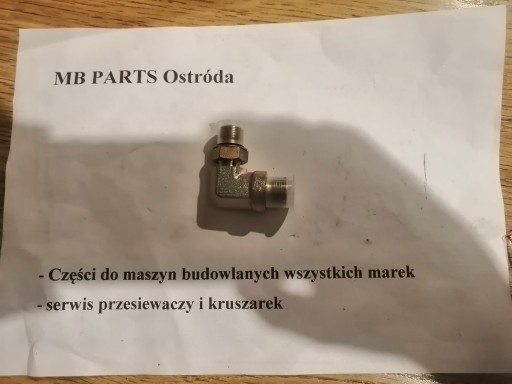 MB PARTS Ostróda
- Części do maszyn budowlanych wszystkich marek
- serwis przesiewaczy i kruszarek